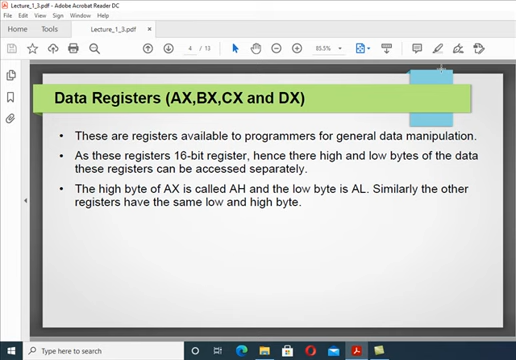 Lecture_1_3.pdf - Adobe Acrobat Reader DC
File Edit View Sign Window Help
Home Tools Lecture_1_3.pdf ×
4 / 13 85.5%
Data Registers (AX,BX,CX and DX)
• These are registers available to programmers for general data manipulation.
• As these registers 16-bit register, hence there high and low bytes of the data
these registers can be accessed separately.
• The high byte of AX is called AH and the low byte is AL. Similarly the other
registers have the same low and high byte.
Type here to search